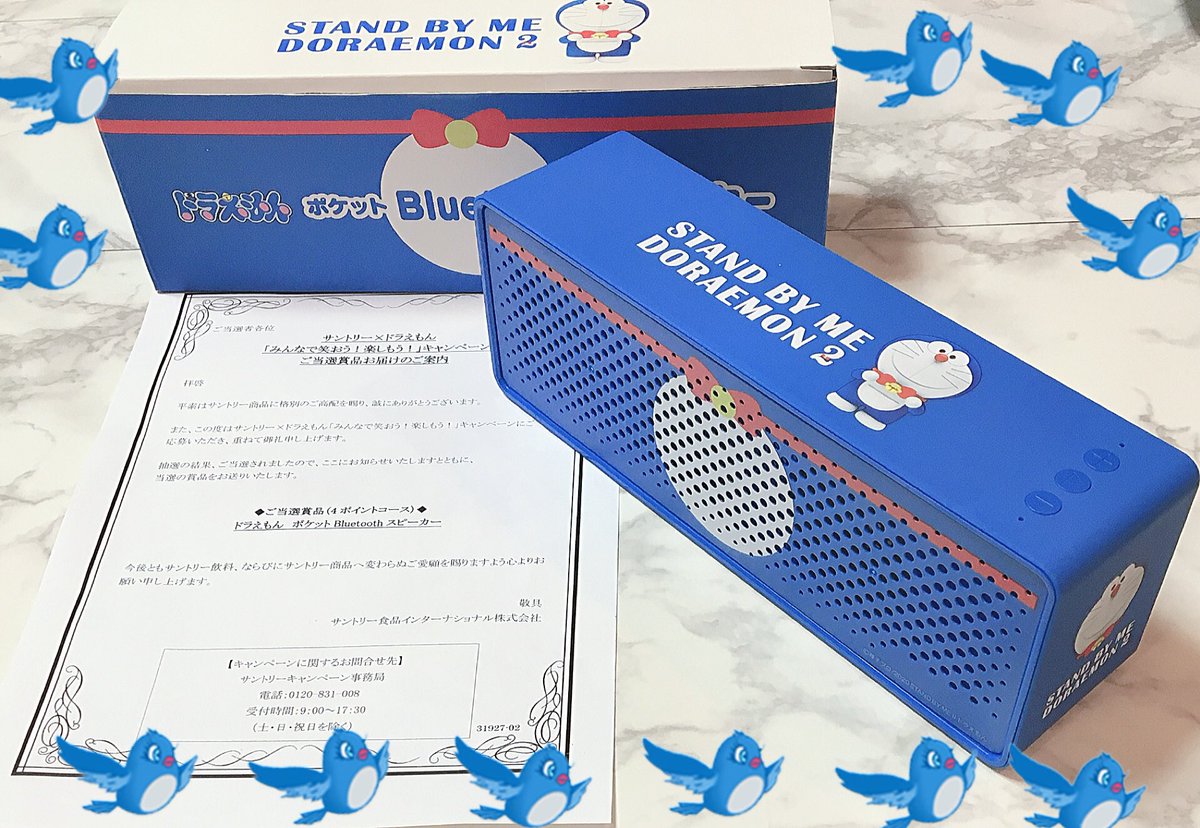 STAND BY ME
DORAEMON 2
ドラえもん ポケット Blue
カー
STAND BY ME
DORAEMON 2
STAND BY ME
DORAEMON 2
ご当選者各位
サントリー×ドラえもん
「みんなで笑おう！楽しもう！」キャンペーン
ご当選賞品お届けのご案内
拝啓
平素はサントリー商品に格別のご高配を賜り、誠にありがとうございます。
また、この度はサントリー×ドラえもん「みんなで笑おう！楽しもう！」キャンペーンにご
応募いただき、重ねて御礼申し上げます。
抽選の結果、ご当選されましたので、ここにお知らせいたしますとともに、
当選の賞品をお送りいたします。
◆ご当選賞品（4ポイントコース）◆
ドラえもん ポケット Bluetooth スピーカー
今後ともサントリー飲料、ならびにサントリー商品へ変わらぬご愛顧を賜りますよう心よりお
願い申し上げます。
敬具
サントリー食品インターナショナル株式会社
【キャンペーンに関するお問合せ先】
サントリーキャンペーン事務局
電話：0120-831-008
受付時間：9:00～17:30
（土・日・祝日を除く）
31927-02